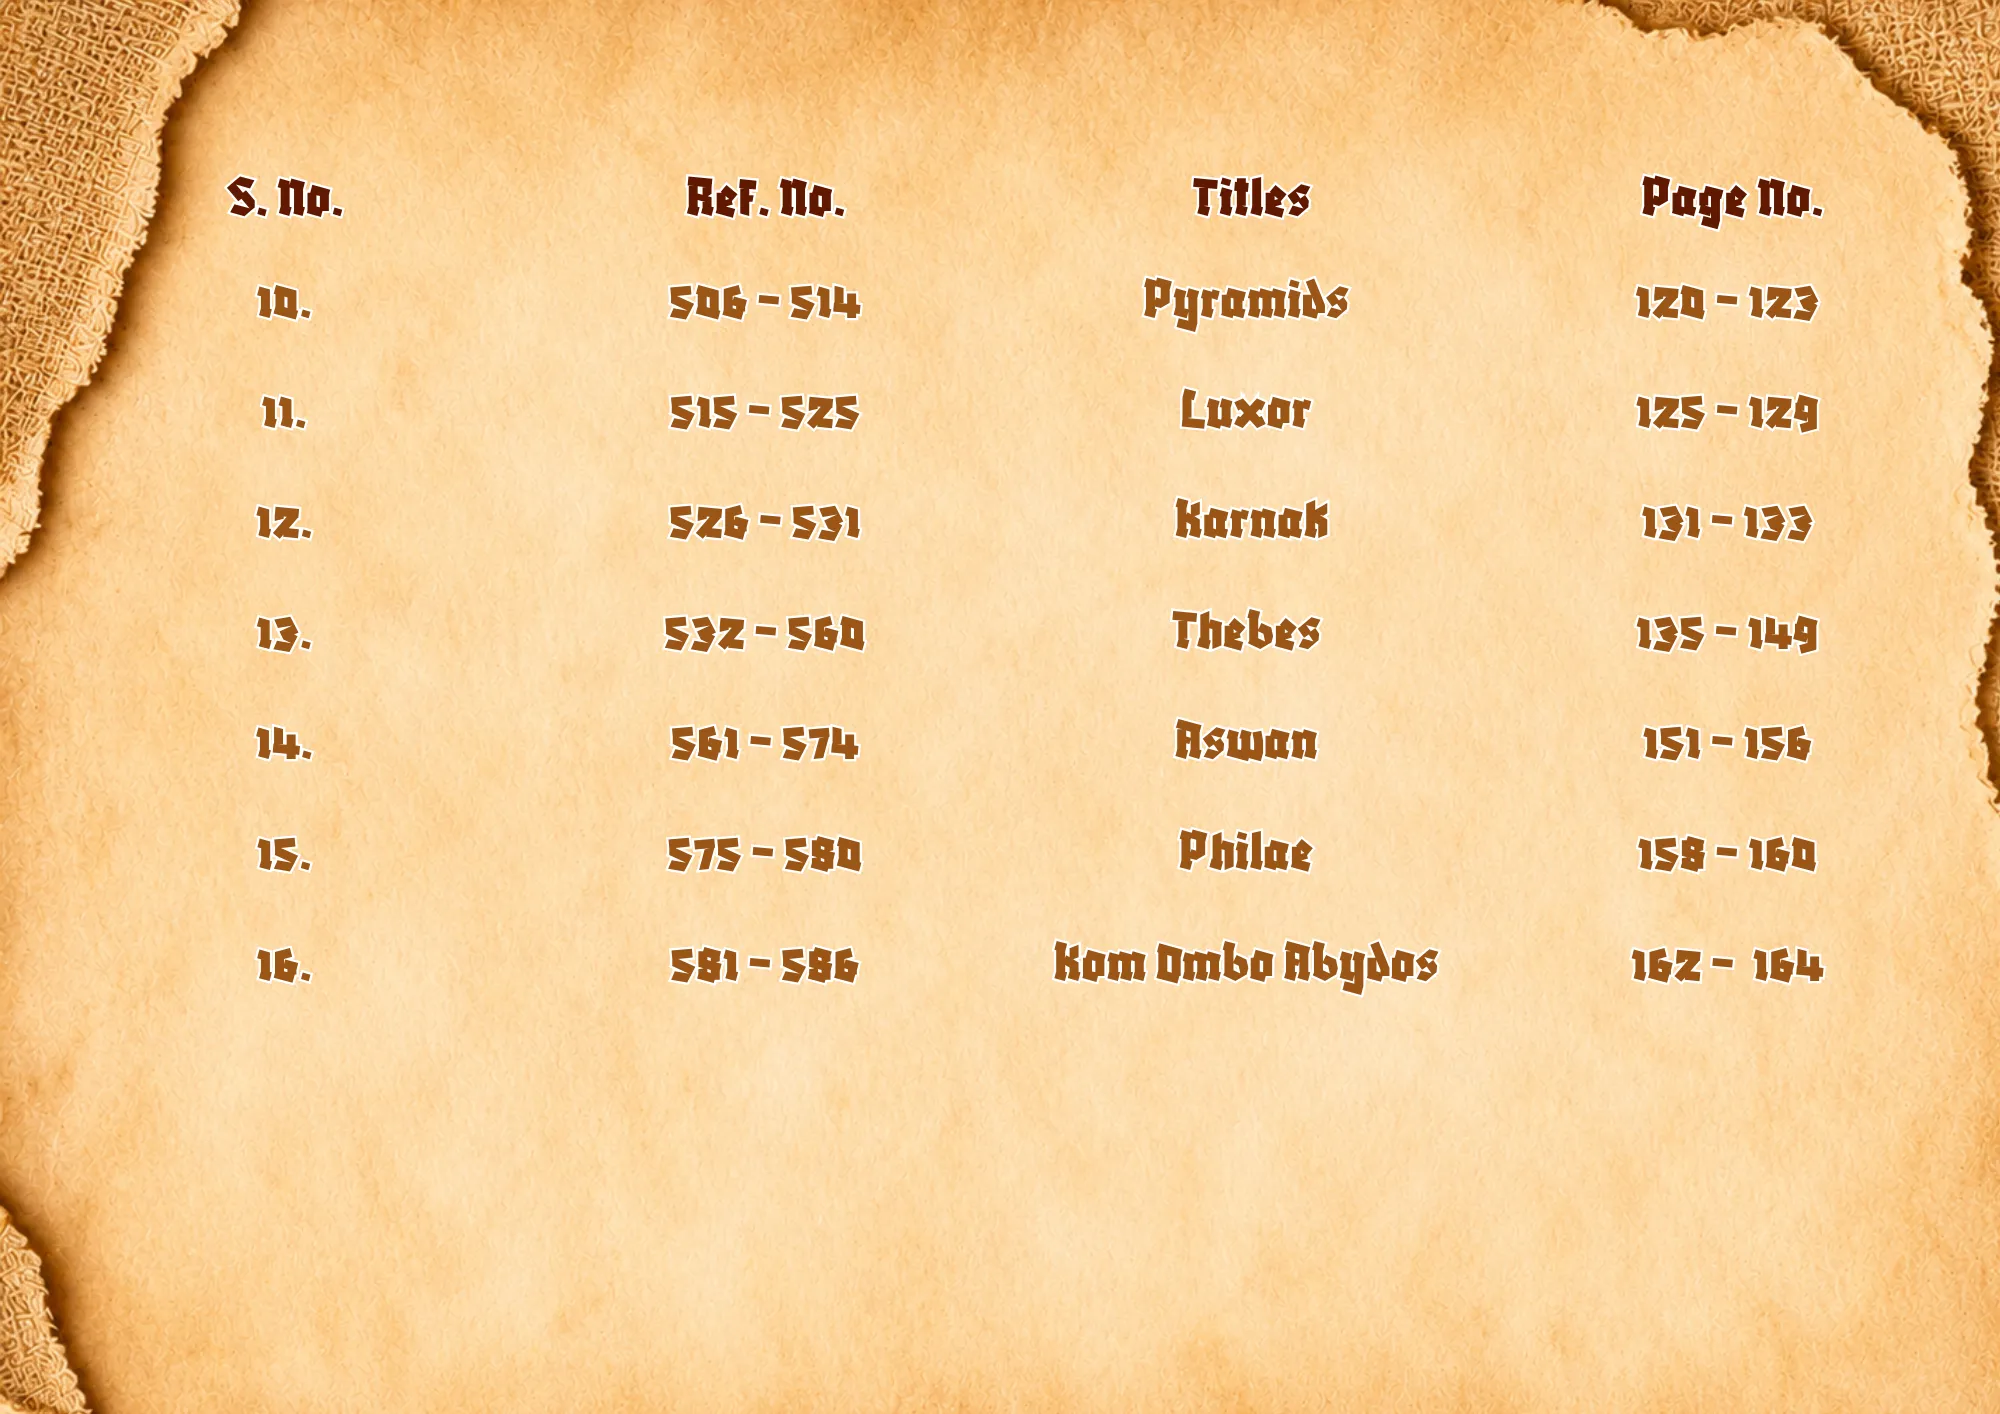 S. No. Ref. No. Titles Page No.
10. 506 – 514 Pyramids 120 – 123
11. 515 – 525 Luxor 125 – 129
12. 526 – 531 Karnak 131 – 133
13. 532 – 560 Thebes 135 – 149
14. 561 – 574 Aswan 151 – 156
15. 575 – 580 Philae 158 – 160
16. 581 – 586 Kom Ombo Abydos 162 – 164